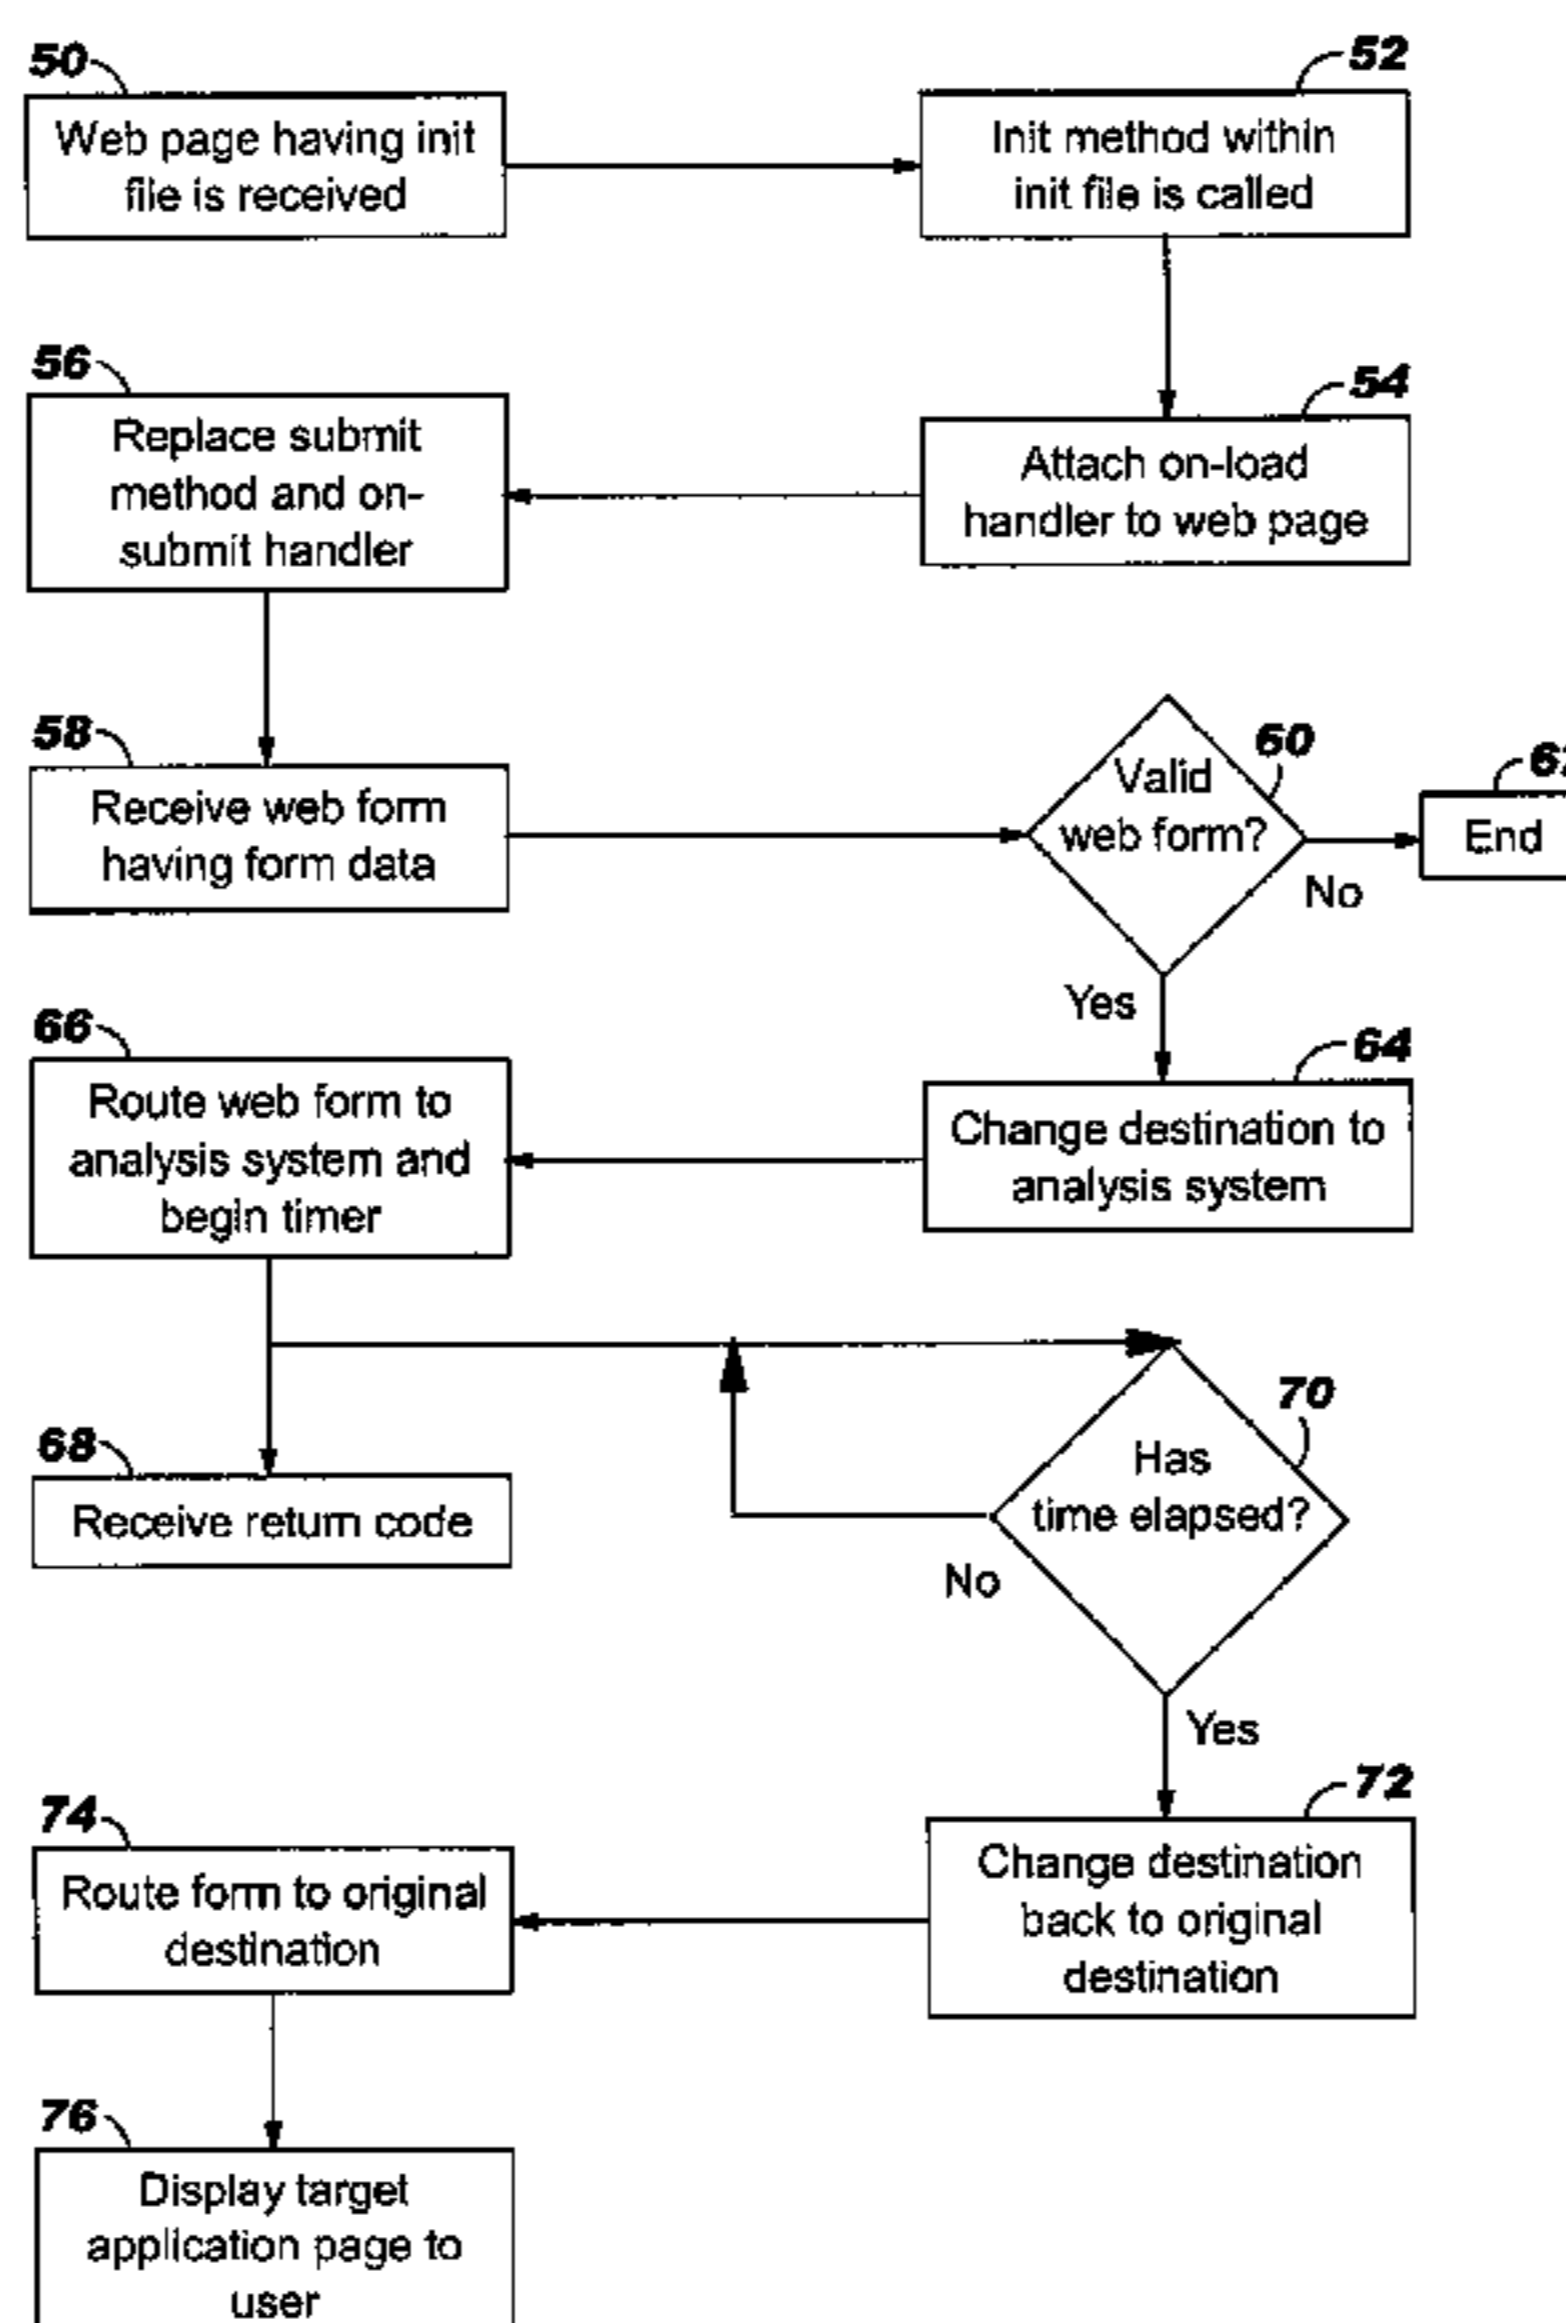 50
Web page having init
file is received
52
Init method within
init file is called
54
Attach on-load
handler to web page
56
Replace submit
method and on-
submit handler
58
Receive web form
having form data
60
Valid
web form?
No
End
Yes
64
Change destination to
analysis system
66
Route web form to
analysis system and
begin timer
68
Receive return code
70
Has
time elapsed?
No
Yes
72
Change destination
back to original
destination
74
Route form to original
destination
76
Display target
application page to
user